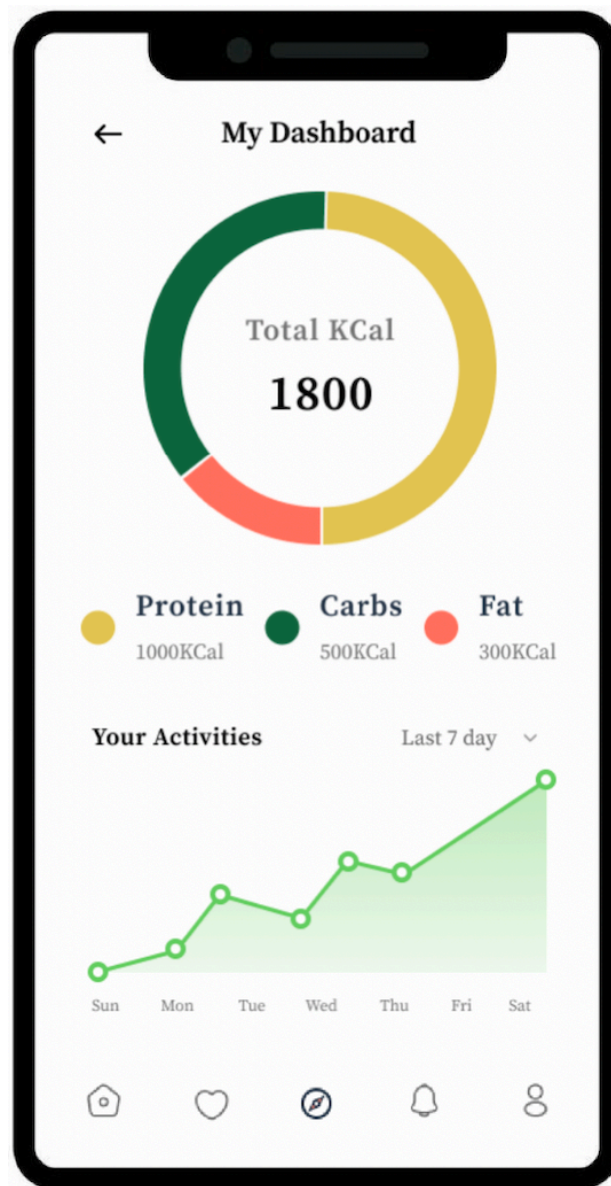 My Dashboard
Total KCal
1800
Protein Carbs Fat
1000KCal 500KCal 300KCal
Your Activities Last 7 day
Sun Mon Tue Wed Thu Fri Sat